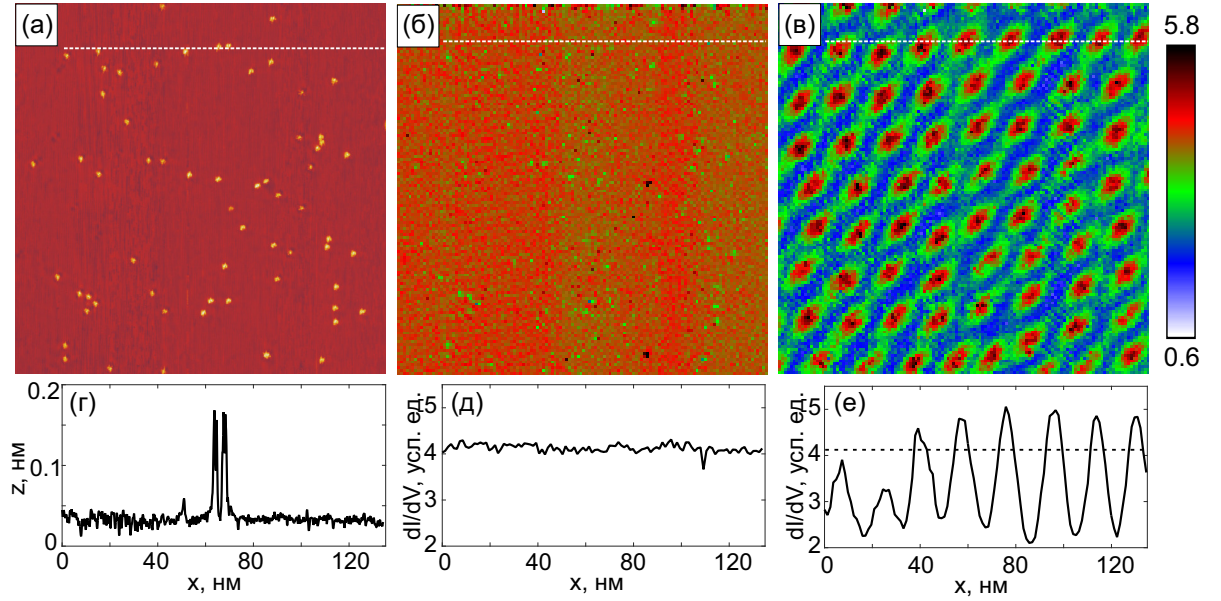 (а)
(б)
(в)
5.8
0.6
(г)
z, нм
0.2
0.1
0
0 40 80 120
x, нм
(д)
dI/dV, усл. ед.
5
4
3
2
0 40 80 120
x, нм
(е)
dI/dV, усл. ед.
5
4
3
2
0 40 80 120
x, нм